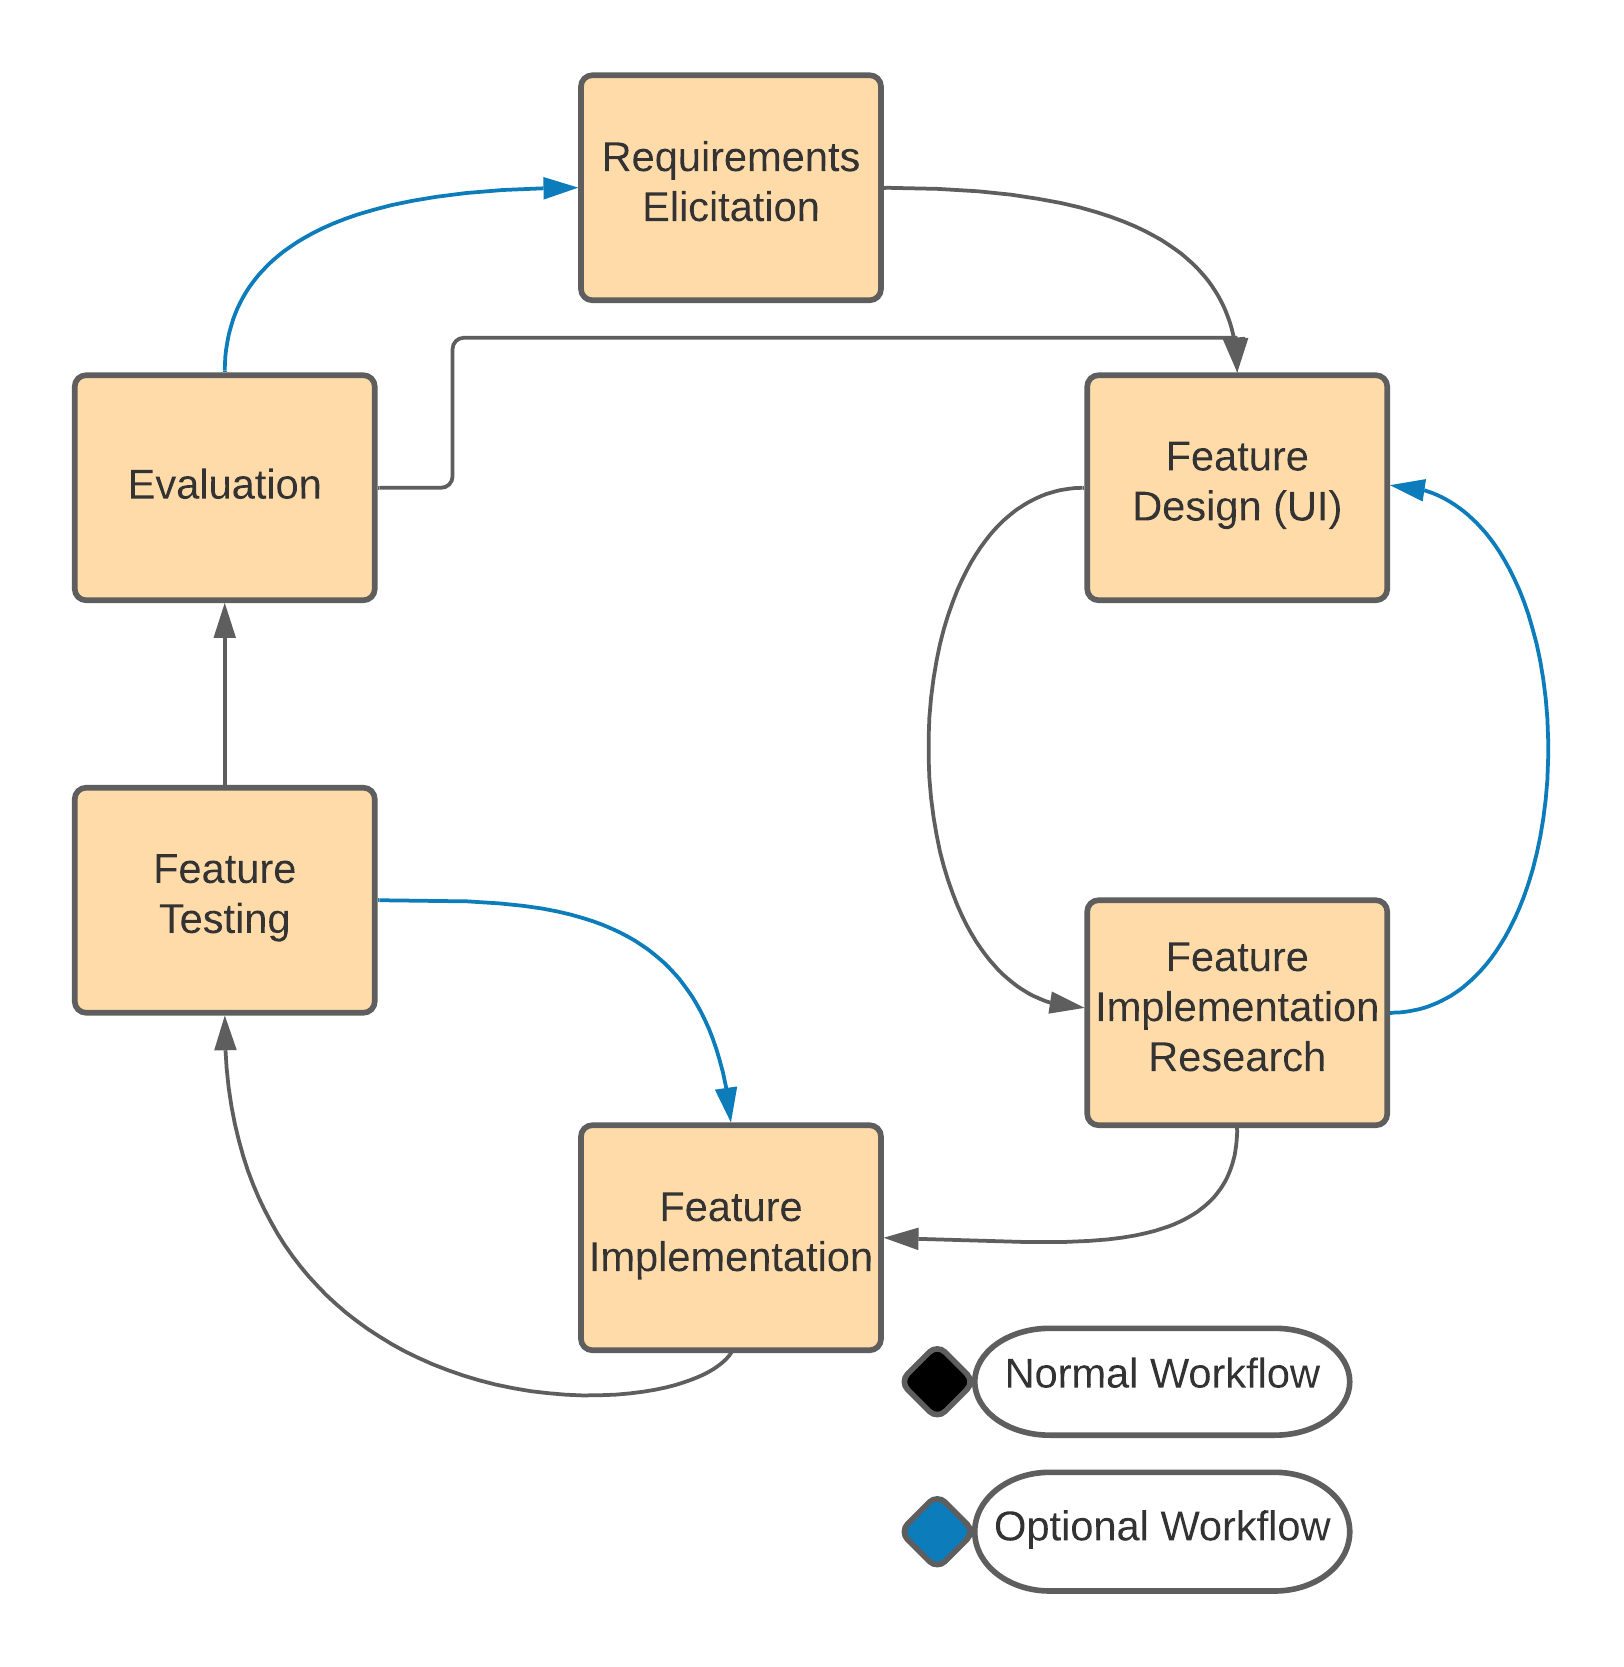 Requirements
Elicitation
Evaluation
Feature
Design (UI)
Feature
Testing
Feature
Implementation
Research
Feature
Implementation
Normal Workflow
Optional Workflow